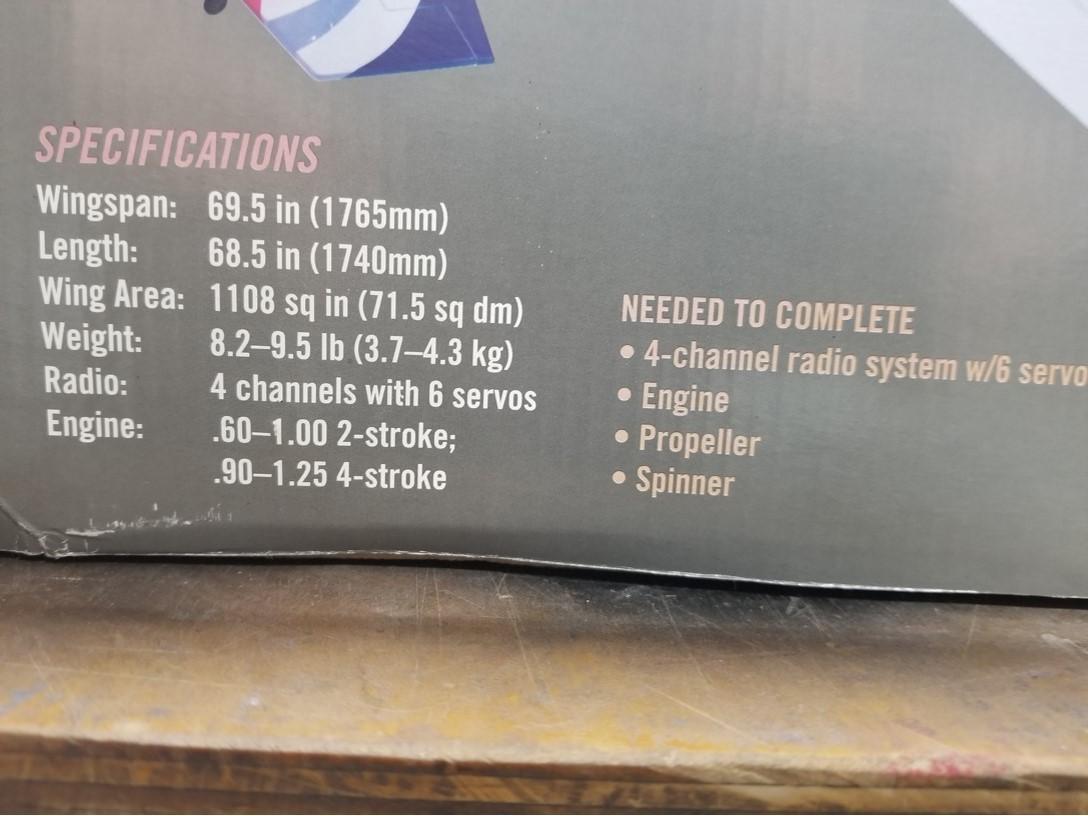 SPECIFICATIONS
Wingspan: 69.5 in (1765mm)
Length: 68.5 in (1740mm)
Wing Area: 1108 sq in (71.5 sq dm)
Weight: 8.2–9.5 lb (3.7–4.3 kg)
Radio: 4 channels with 6 servos
Engine: .60–1.00 2-stroke;
.90–1.25 4-stroke
NEEDED TO COMPLETE
• 4-channel radio system w/6 servo
• Engine
• Propeller
• Spinner